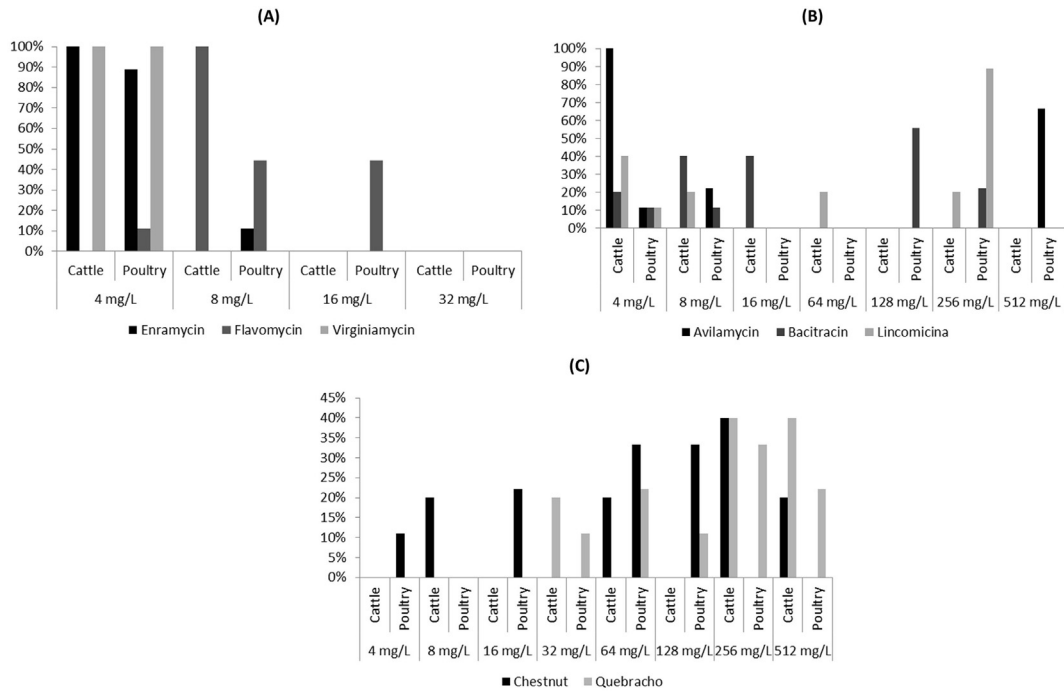 (A)
100%
90%
80%
70%
60%
50%
40%
30%
20%
10%
0%
Cattle Poultry Cattle Poultry Cattle Poultry Cattle Poultry
4 mg/L 8 mg/L 16 mg/L 32 mg/L
Enramycin Flavomycin Virginiamycin
(B)
100%
90%
80%
70%
60%
50%
40%
30%
20%
10%
0%
Cattle Poultry Cattle Poultry Cattle Poultry Cattle Poultry Cattle Poultry Cattle Poultry Cattle Poultry
4 mg/L 8 mg/L 16 mg/L 64 mg/L 128 mg/L 256 mg/L 512 mg/L
Avilamycin Bacitracin Lincomicina
(C)
45%
40%
35%
30%
25%
20%
15%
10%
5%
0%
Cattle Poultry Cattle Poultry Cattle Poultry Cattle Poultry Cattle Poultry Cattle Poultry Cattle Poultry Cattle Poultry
4 mg/L 8 mg/L 16 mg/L 32 mg/L 64 mg/L 128 mg/L 256 mg/L 512 mg/L
Chestnut Quebracho